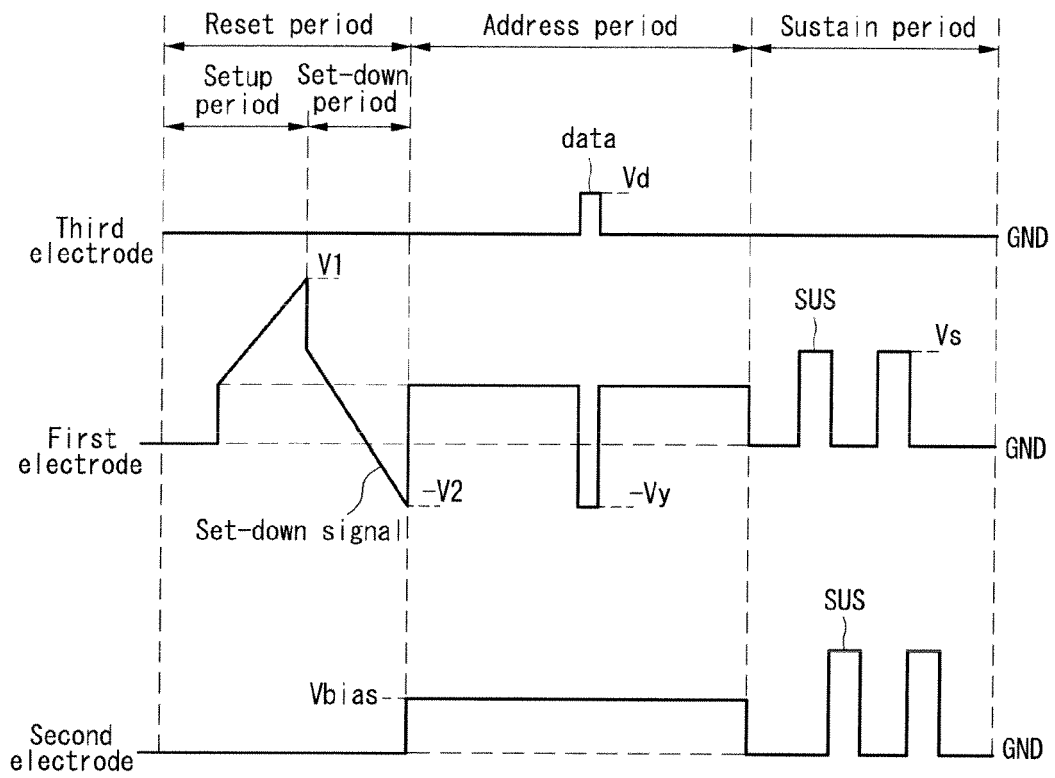 Reset period
Address period
Sustain period
Setup
period
Set-down
period
data
Vd
Third
electrode
GND
V1
SUS
Vs
First
electrode
GND
-V2
-Vy
Set-down signal
SUS
Vbias
Second
electrode
GND